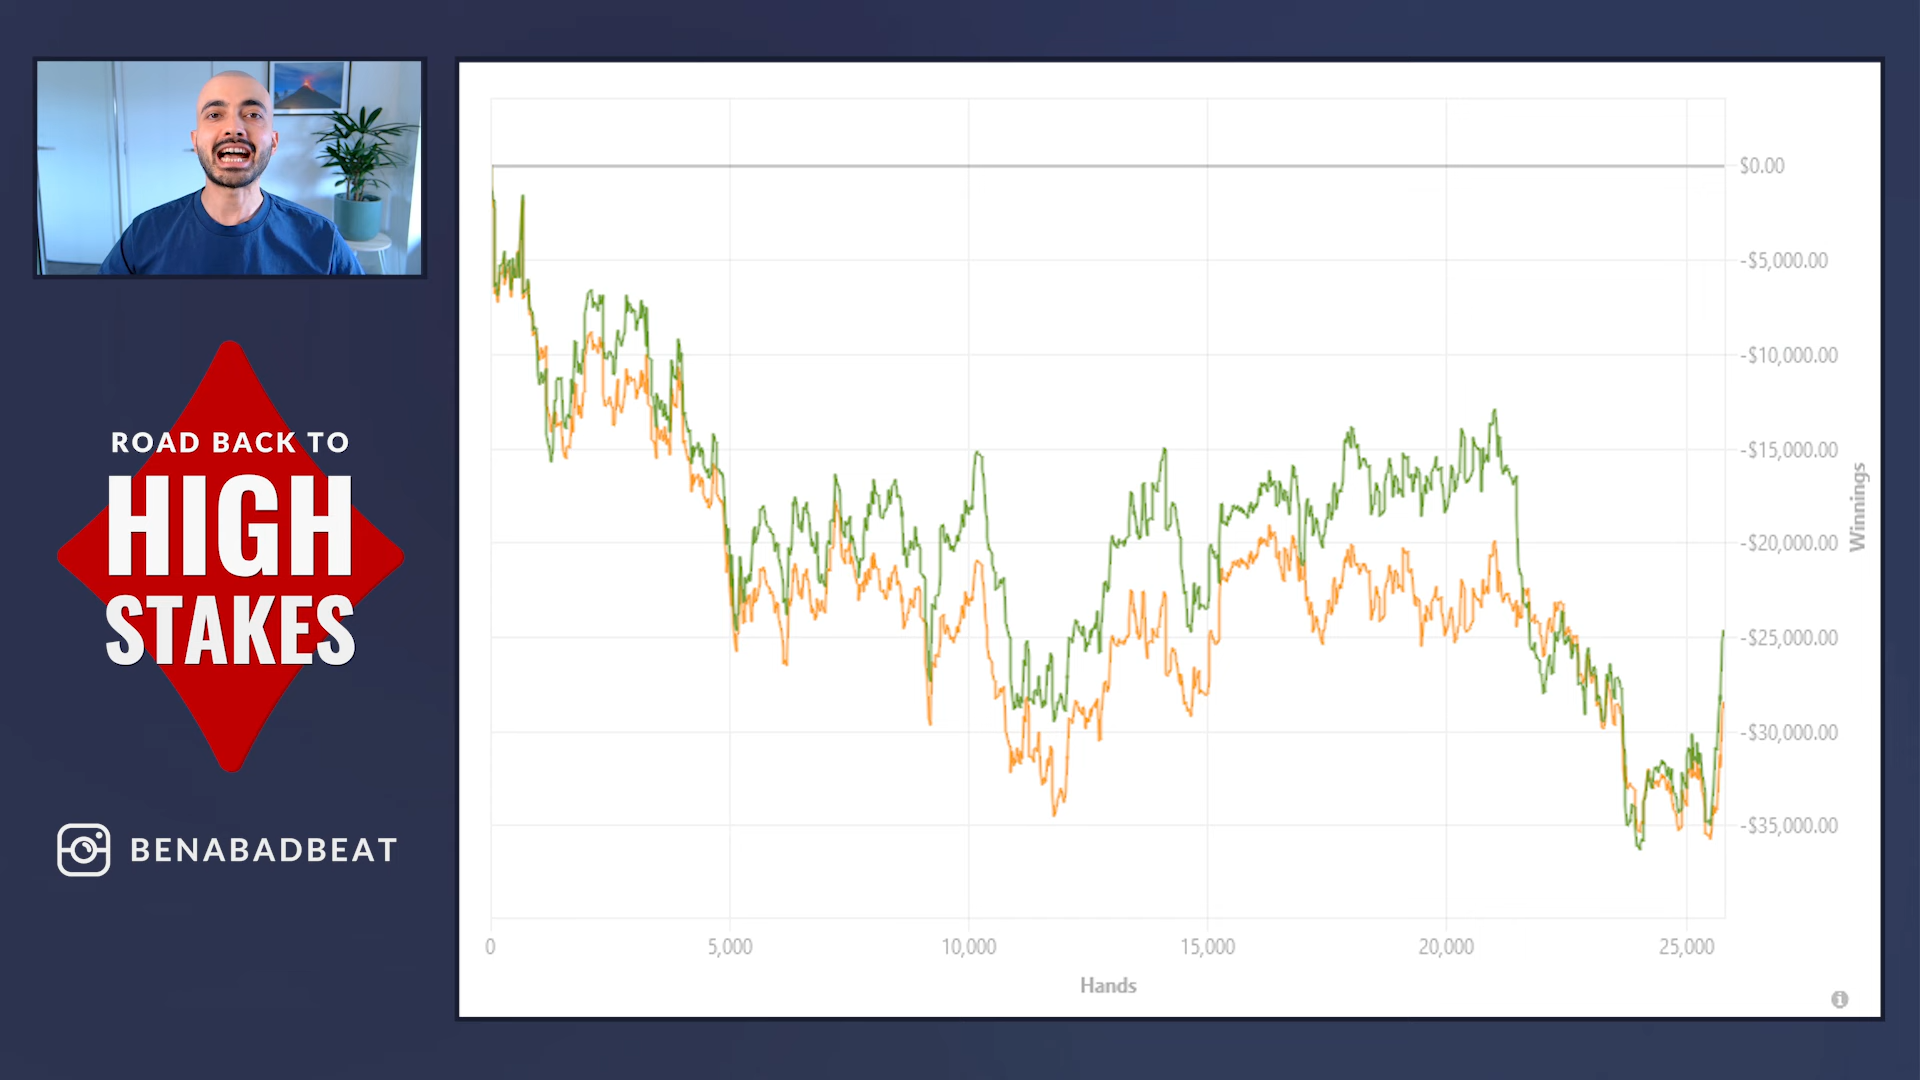 ROAD BACK TO
HIGH
STAKES
BENABADBEAT
$0.00
-$5,000.00
-$10,000.00
-$15,000.00
-$20,000.00
-$25,000.00
-$30,000.00
-$35,000.00
Winnings
0 5,000 10,000 15,000 20,000 25,000
Hands
i